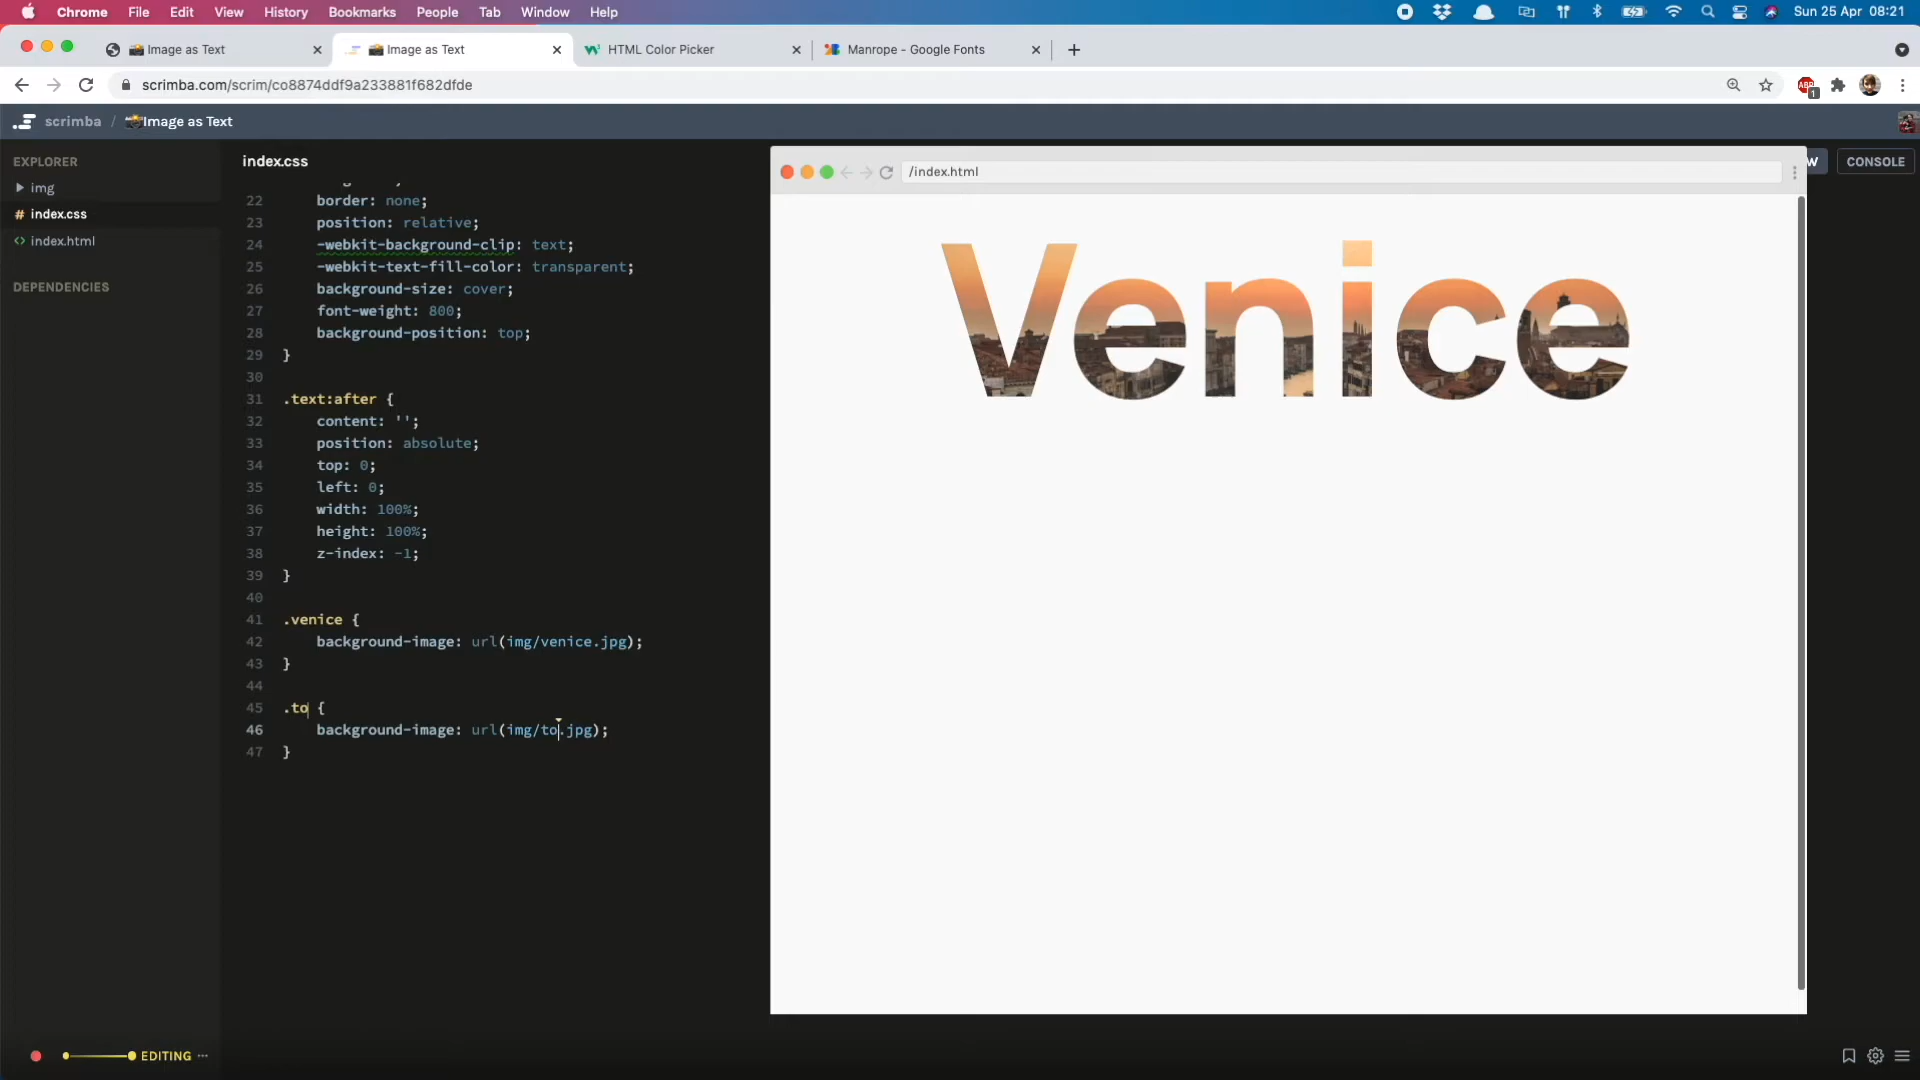 Chrome File Edit View History Bookmarks People Tab Window Help Sun 25 Apr 08:21
Image as Text Image as Text HTML Color Picker Manrope - Google Fonts
scrimba.com/scrim/co8874ddf9a233881f682dfde ABP 1
scrimba / Image as Text
EXPLORER
img
# index.css
<> index.html
DEPENDENCIES
index.css
22 border: none;
23 position: relative;
24 -webkit-background-clip: text;
25 -webkit-text-fill-color: transparent;
26 background-size: cover;
27 font-weight: 800;
28 background-position: top;
29 }
30
31 .text:after {
32 content: '';
33 position: absolute;
34 top: 0;
35 left: 0;
36 width: 100%;
37 height: 100%;
38 z-index: -1;
39 }
40
41 .venice {
42 background-image: url(img/venice.jpg);
43 }
44
45 .to {
46 background-image: url(img/to.jpg);
47 }
/index.html
W CONSOLE
Venice
EDITING ···